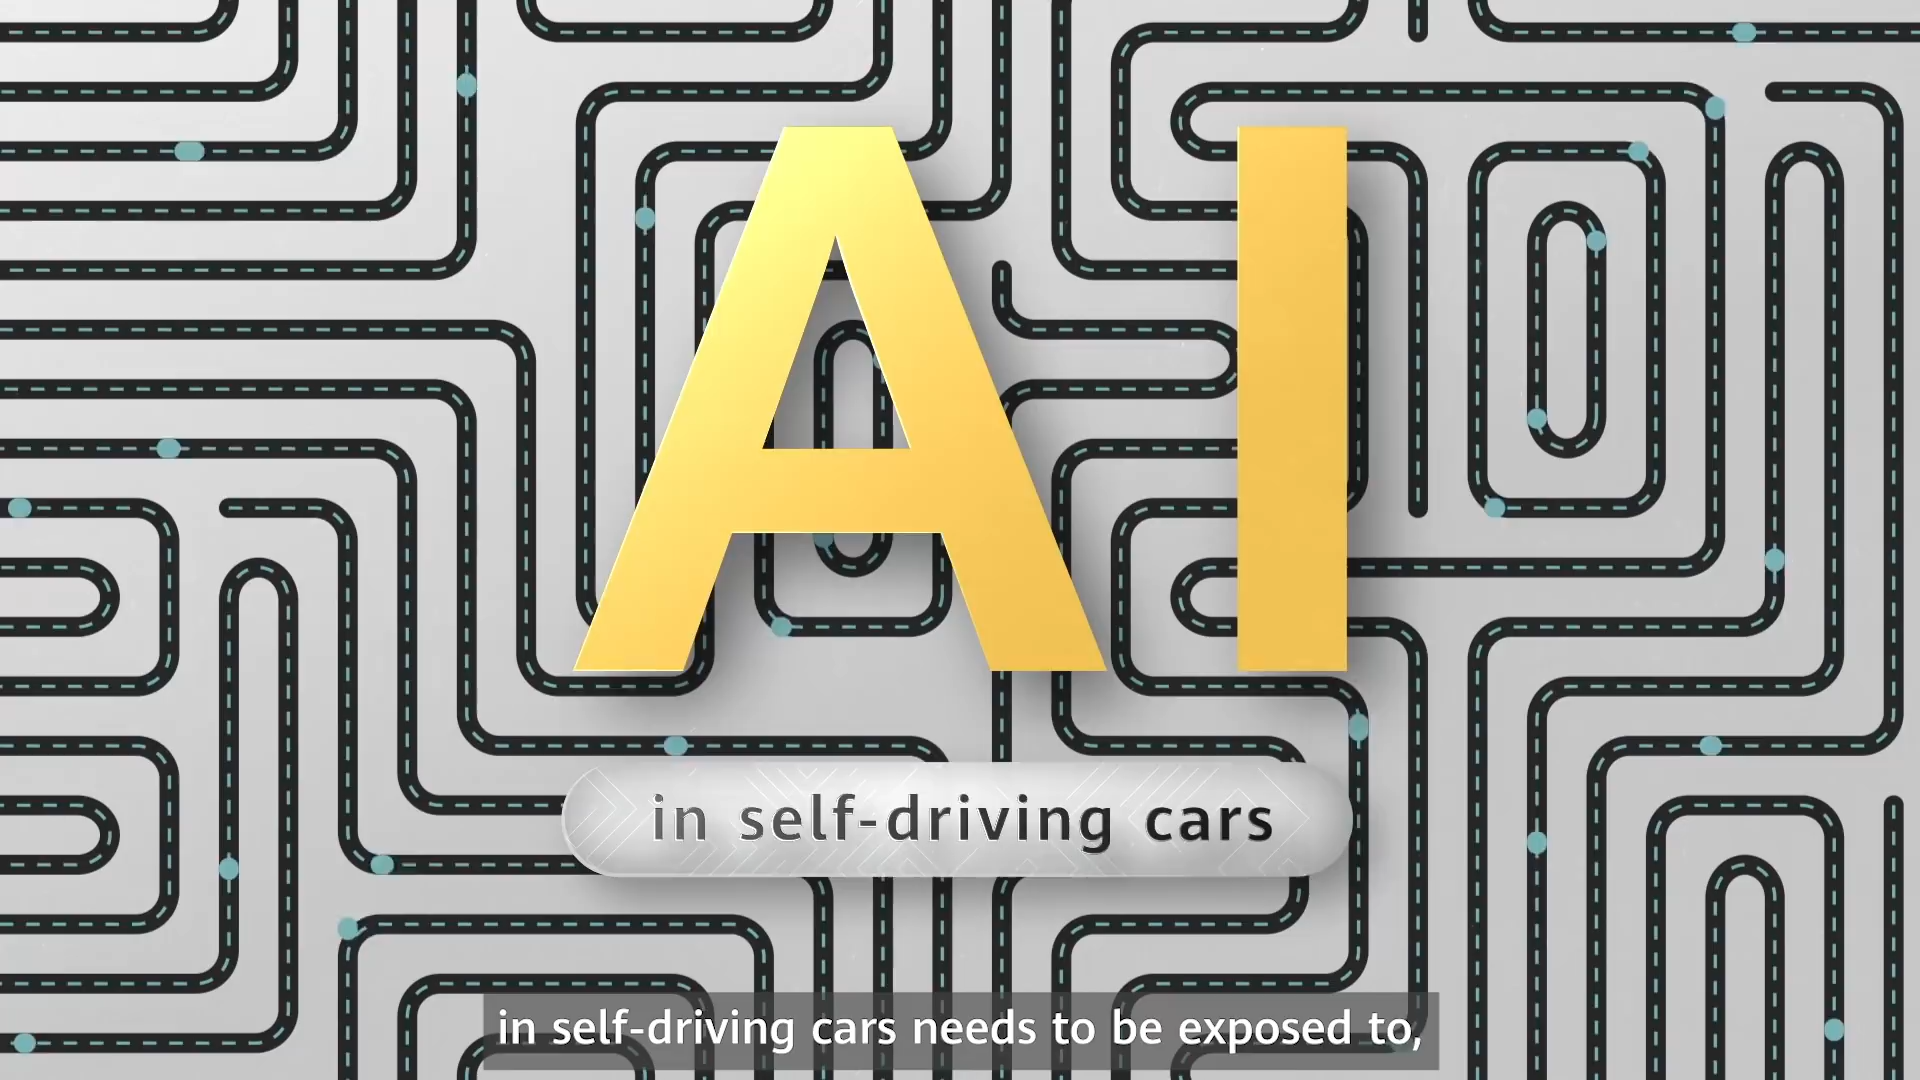 AI
in self-driving cars
in self-driving cars needs to be exposed to,